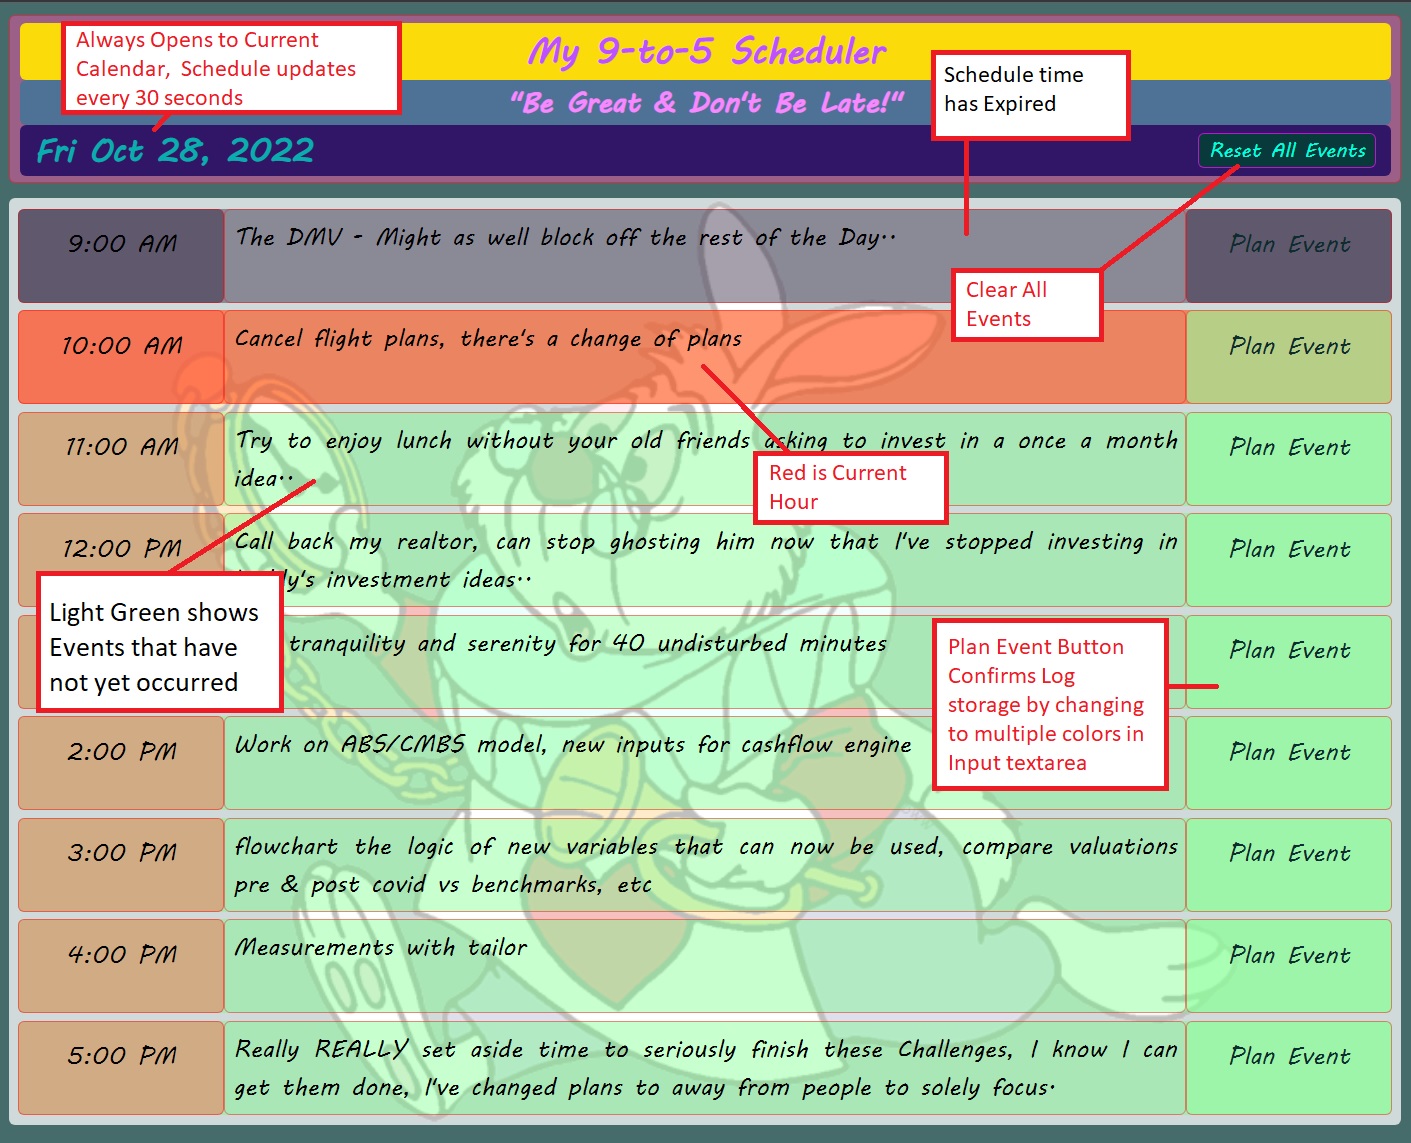 Always Opens to Current
Calendar, Schedule updates
every 30 seconds
My 9-to-5 Scheduler
"Be Great & Don't Be Late!"
Schedule time
has Expired
Fri Oct 28, 2022
Reset All Events
9:00 AM
The DMV - Might as well block off the rest of the Day..
Plan Event
Clear All
Events
10:00 AM
Cancel flight plans, there's a change of plans
Plan Event
11:00 AM
Try to enjoy lunch without your old friends asking to invest in a once a month
idea..
Plan Event
Red is Current
Hour
12:00 PM
Call back my realtor, can stop ghosting him now that I've stopped investing in
investment ideas..
Plan Event
Light Green shows
Events that have
not yet occurred
tranquility and serenity for 40 undisturbed minutes
Plan Event
Plan Event Button
Confirms Log
storage by changing
to multiple colors in
Input textarea
2:00 PM
Work on ABS/CMBS model, new inputs for cashflow engine
Plan Event
3:00 PM
flowchart the logic of new variables that can now be used, compare valuations
pre & post covid vs benchmarks, etc
Plan Event
4:00 PM
Measurements with tailor
Plan Event
5:00 PM
Really REALLY set aside time to seriously finish these Challenges, I know I can
get them done, I've changed plans to away from people to solely focus.
Plan Event